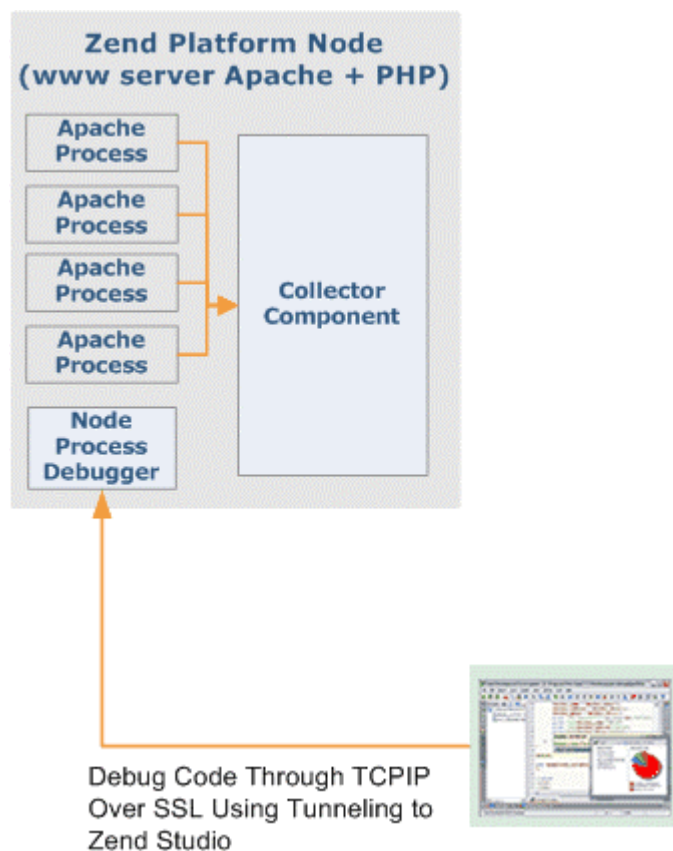 Zend Platform Node
(www server Apache + PHP)
Apache
Process
Apache
Process
Apache
Process
Apache
Process
Collector
Component
Node
Process
Debugger
Debug Code Through TCPIP
Over SSL Using Tunneling to
Zend Studio